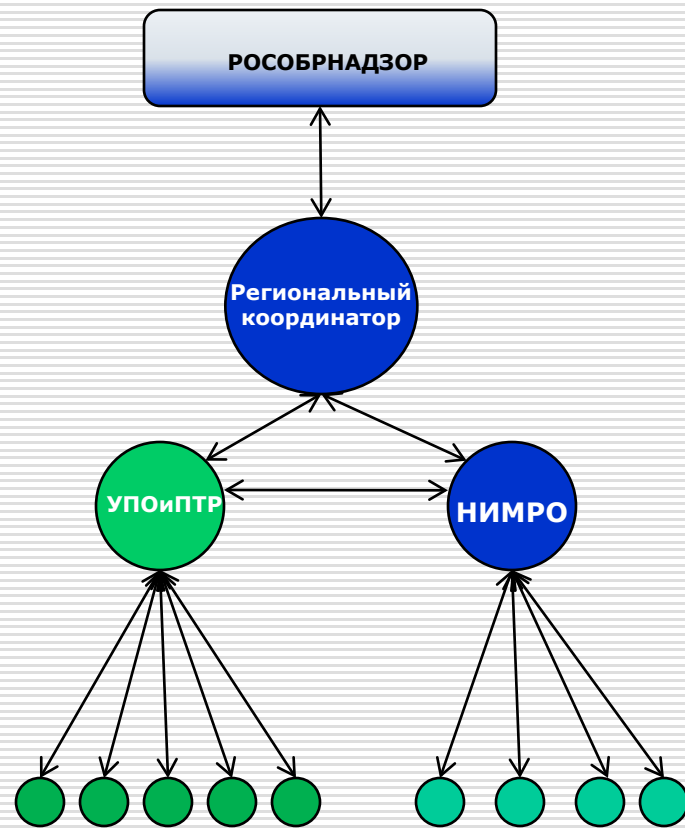 РОСОБРНАДЗОР
Региональный
координатор
УПОиПТР
НИМРО